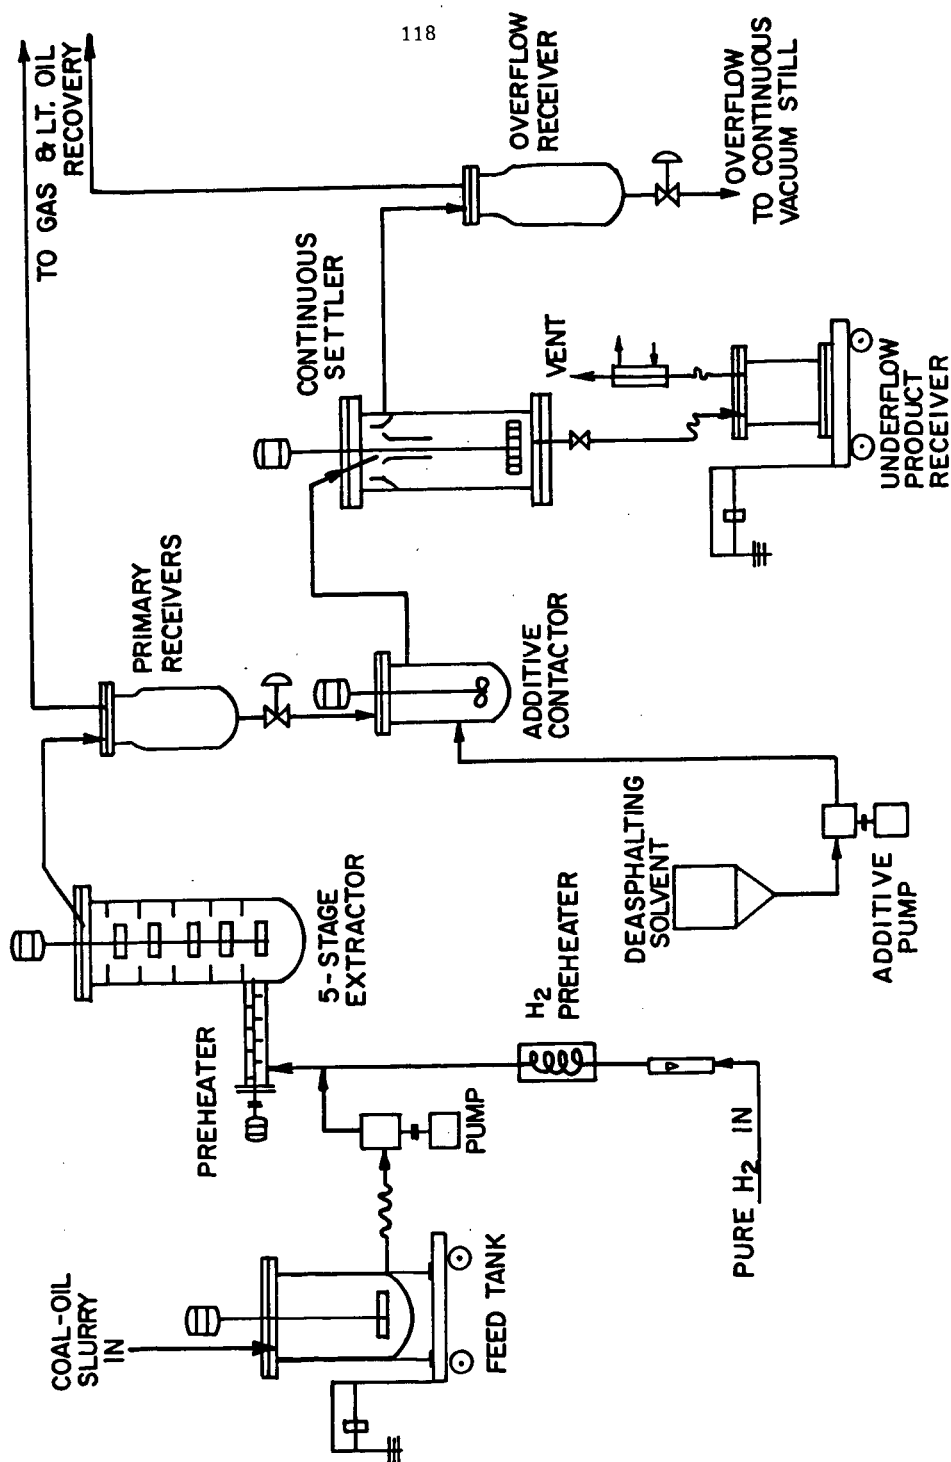 118
TO GAS & LT. OIL
RECOVERY
PRIMARY
RECEIVERS
CONTINUOUS
SETTLER
OVERFLOW
RECEIVER
5-STAGE
EXTRACTOR
PREHEATER
COAL-OIL
SLURRY
IN
FEED TANK
PUMP
H2
PREHEATER
PURE H2 IN
DEASPHALTING
SOLVENT
ADDITIVE
PUMP
ADDITIVE
CONTACTOR
VENT
UNDERFLOW
PRODUCT
RECEIVER
OVERFLOW
TO CONTINUOUS
VACUUM STILL